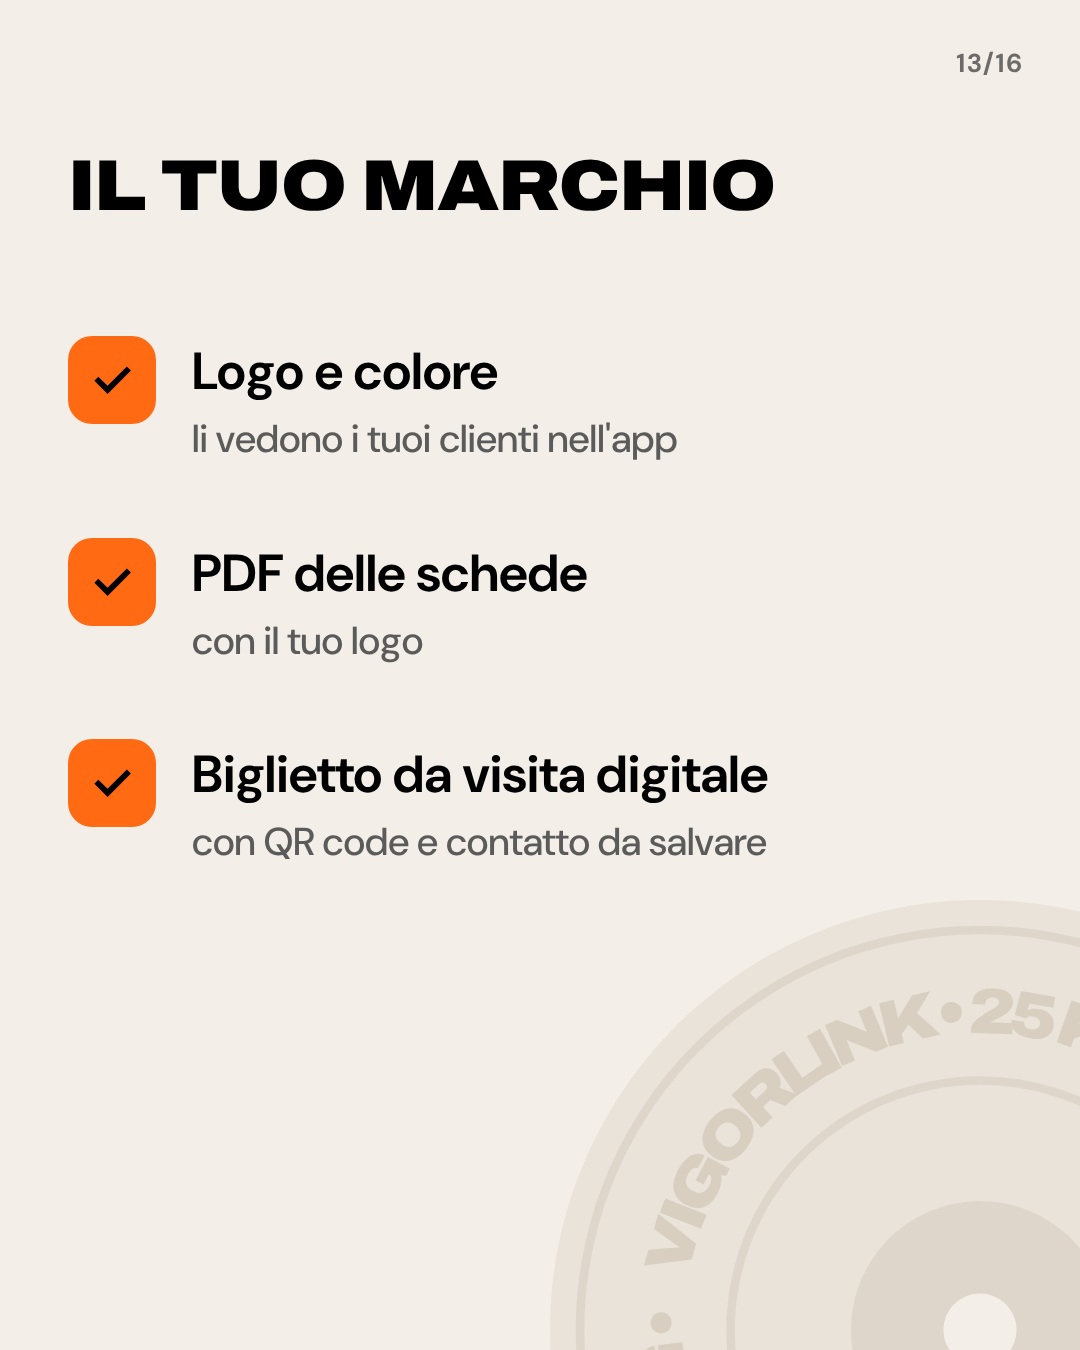 13/16
IL TUO MARCHIO
Logo e colore
li vedono i tuoi clienti nell'app
PDF delle schede
con il tuo logo
Biglietto da visita digitale
con QR code e contatto da salvare
VIGORLINK • 25